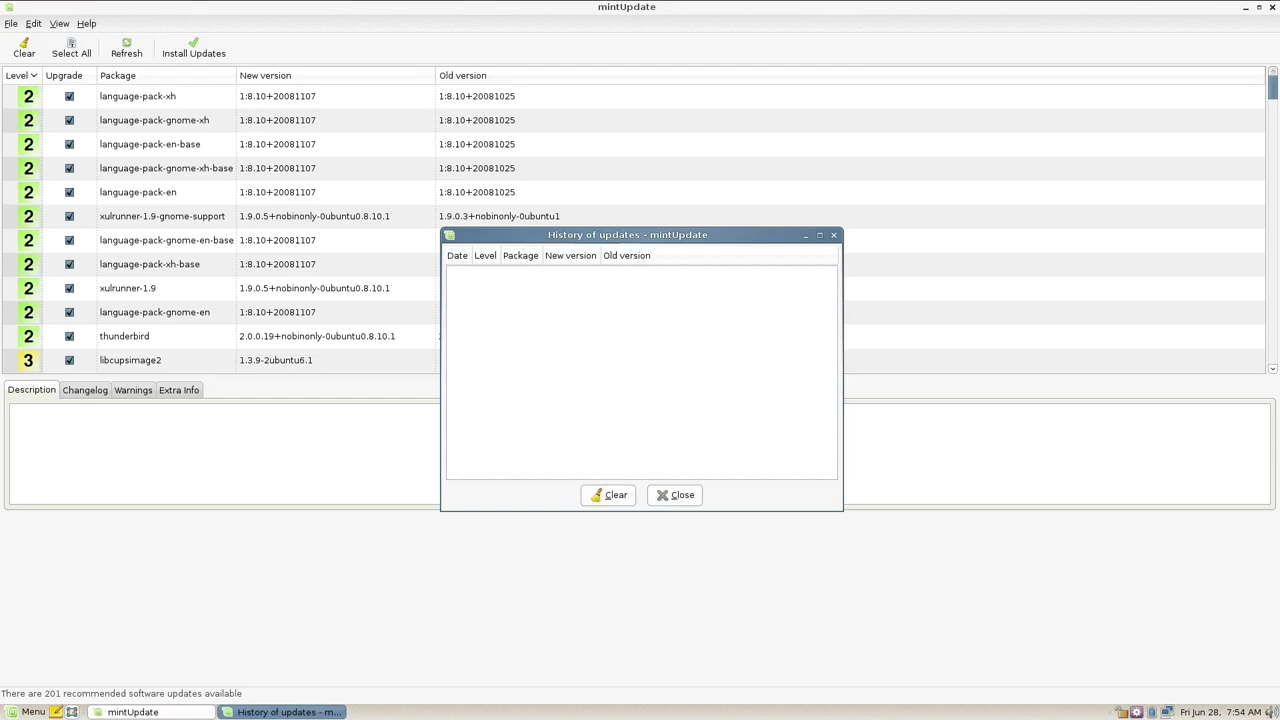 mintUpdate
File Edit View Help
Clear Select All Refresh Install Updates
Level Upgrade Package New version Old version
2 language-pack-xh 1:8.10+20081107 1:8.10+20081025
2 language-pack-gnome-xh 1:8.10+20081107 1:8.10+20081025
2 language-pack-en-base 1:8.10+20081107 1:8.10+20081025
2 language-pack-gnome-xh-base 1:8.10+20081107 1:8.10+20081025
2 language-pack-en 1:8.10+20081107 1:8.10+20081025
2 xulrunner-1.9-gnome-support 1.9.0.5+nobinonly-0ubuntu0.8.10.1 1.9.0.3+nobinonly-0ubuntu1
2 language-pack-gnome-en-base 1:8.10+20081107
2 language-pack-xh-base 1:8.10+20081107
2 xulrunner-1.9 1.9.0.5+nobinonly-0ubuntu0.8.10.1
2 language-pack-gnome-en 1:8.10+20081107
2 thunderbird 2.0.0.19+nobinonly-0ubuntu0.8.10.1
3 libcupsimage2 1.3.9-2ubuntu6.1
History of updates - mintUpdate
Date Level Package New version Old version
Clear Close
Description Changelog Warnings Extra Info
There are 201 recommended software updates available
Menu mintUpdate History of updates - m... Fri Jun 28, 7:54 AM